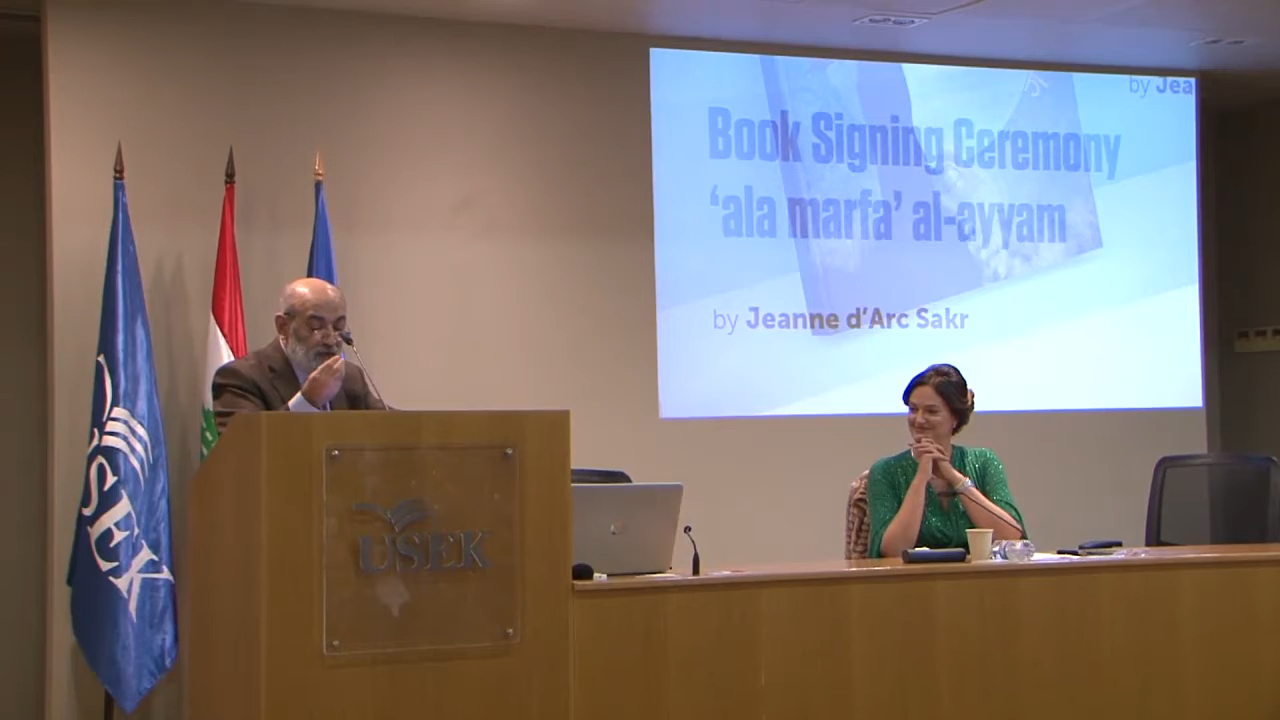 by Jea
Book Signing Ceremony
‘ala marfa’ al-ayyam
by Jeanne d’Arc Sakr
USEK
USEK